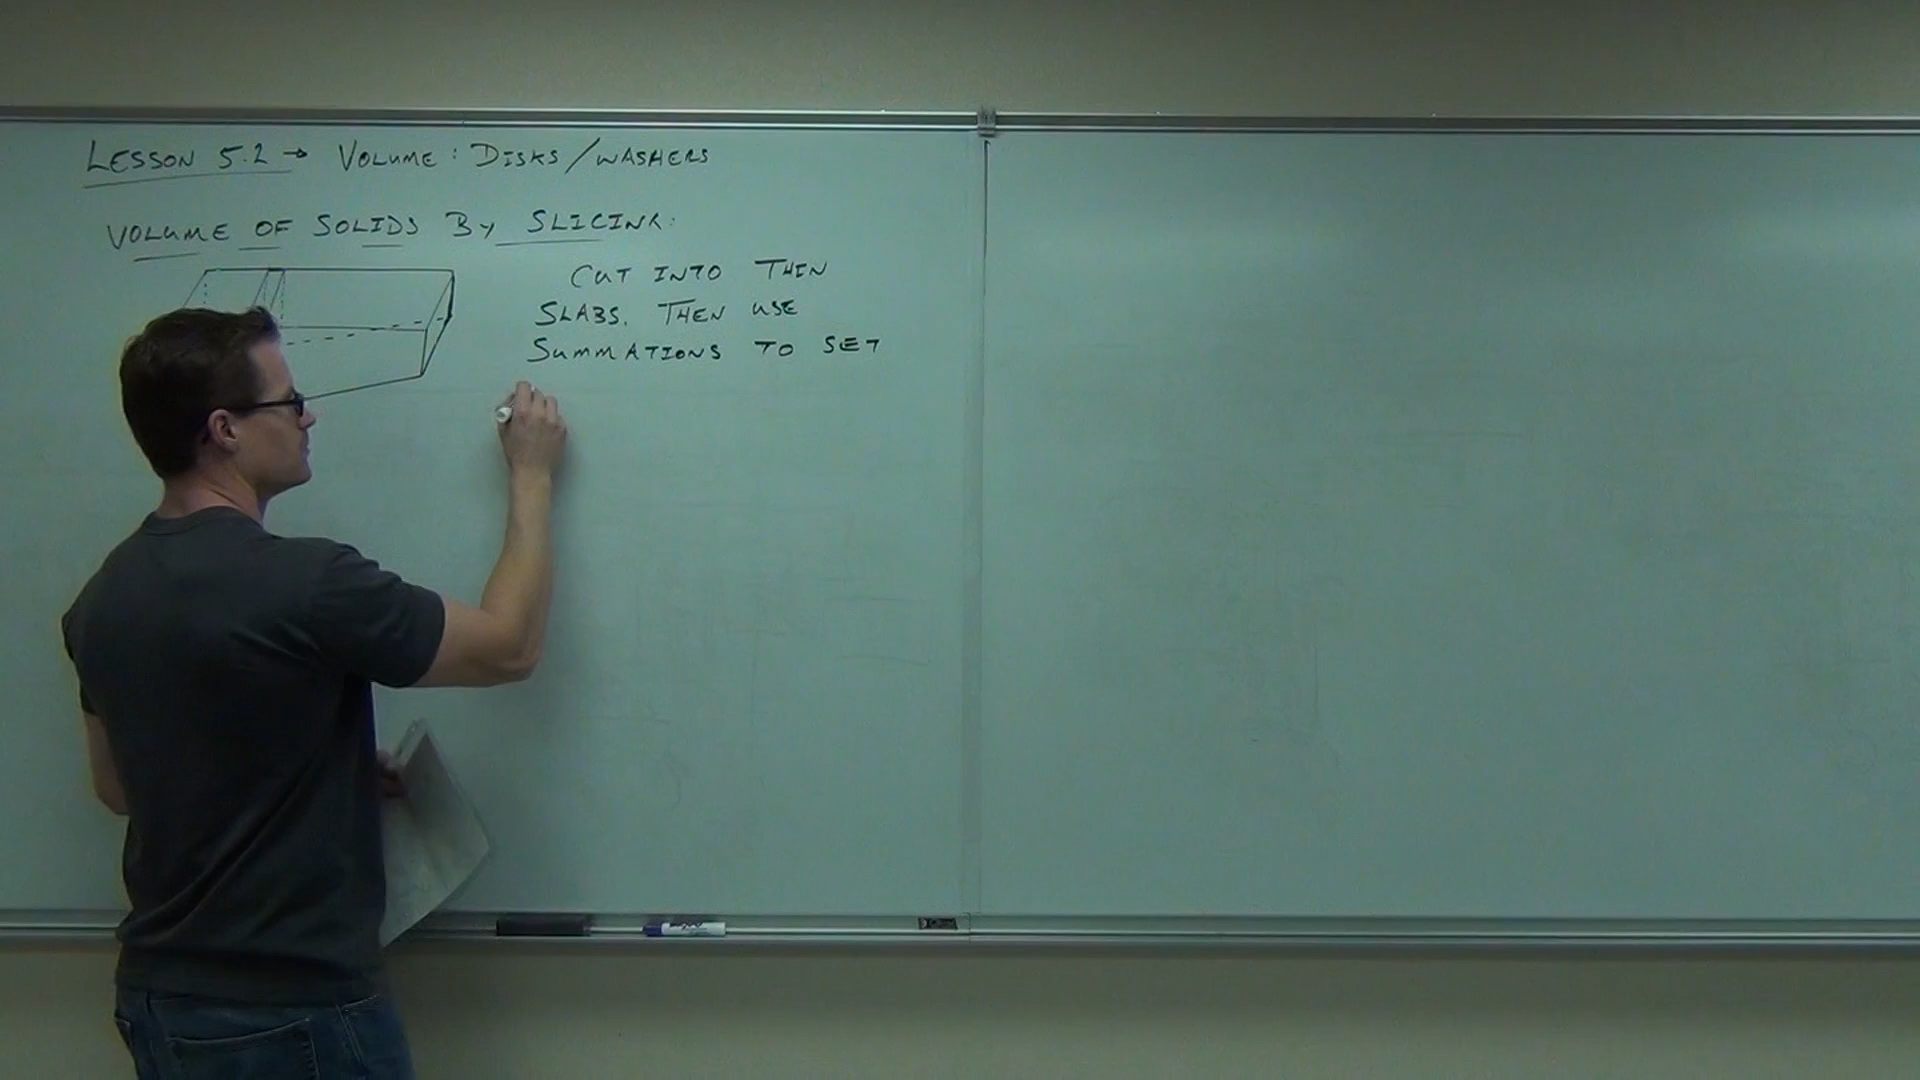 LESSON 5.2 → VOLUME: DISKS/WASHERS
VOLUME OF SOLIDS BY SLICING:
CUT INTO THIN
SLABS. THEN USE
SUMMATIONS TO SET